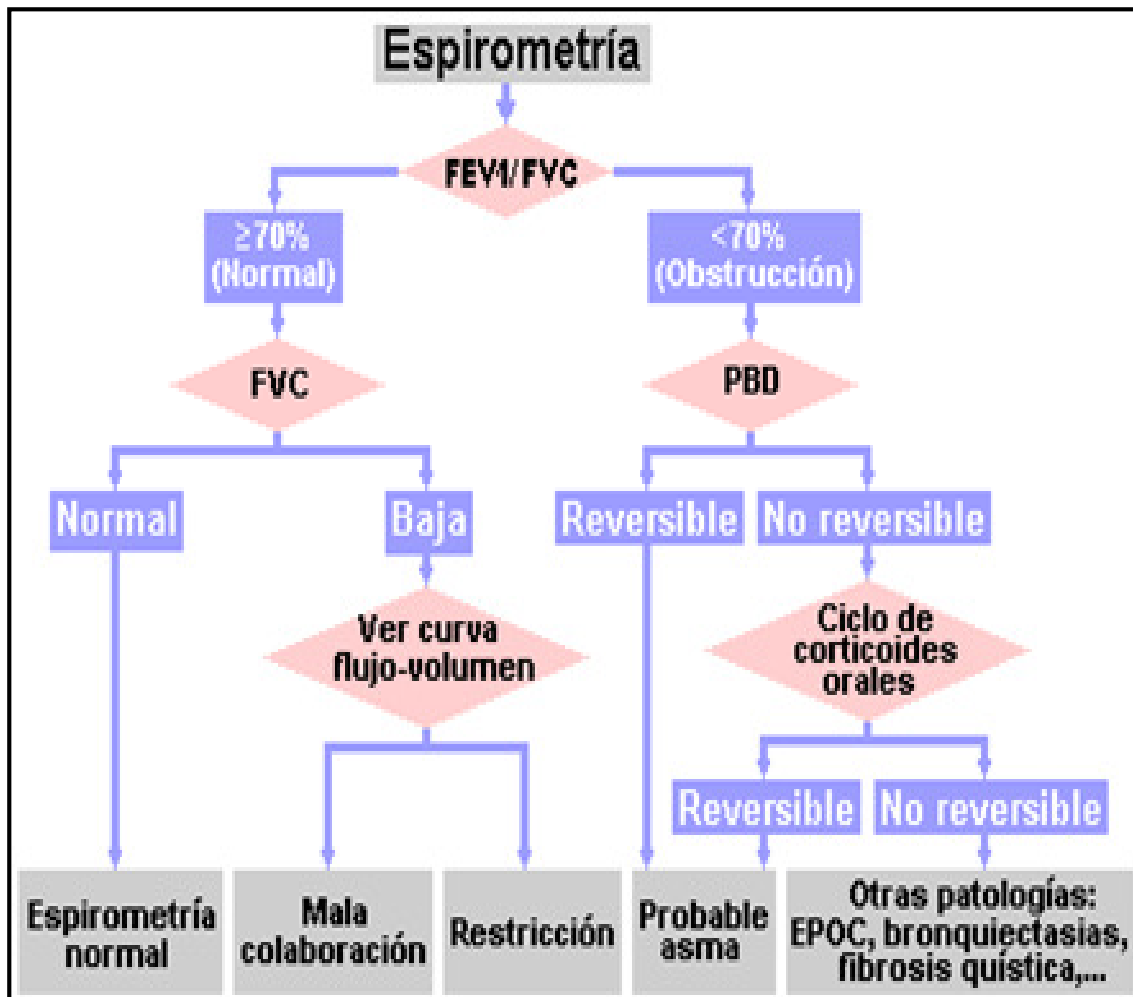 Espirometría
FEV1/FVC
≥70%
(Normal)
<70%
(Obstrucción)
FVC
PBD
Normal
Baja
Reversible
No reversible
Ver curva
flujo-volumen
Ciclo de
corticoides
orales
Reversible
No reversible
Espirometría
normal
Mala
colaboración
Restricción
Probable
asma
Otras patologías:
EPOC, bronquiectasias,
fibrosis quística,...